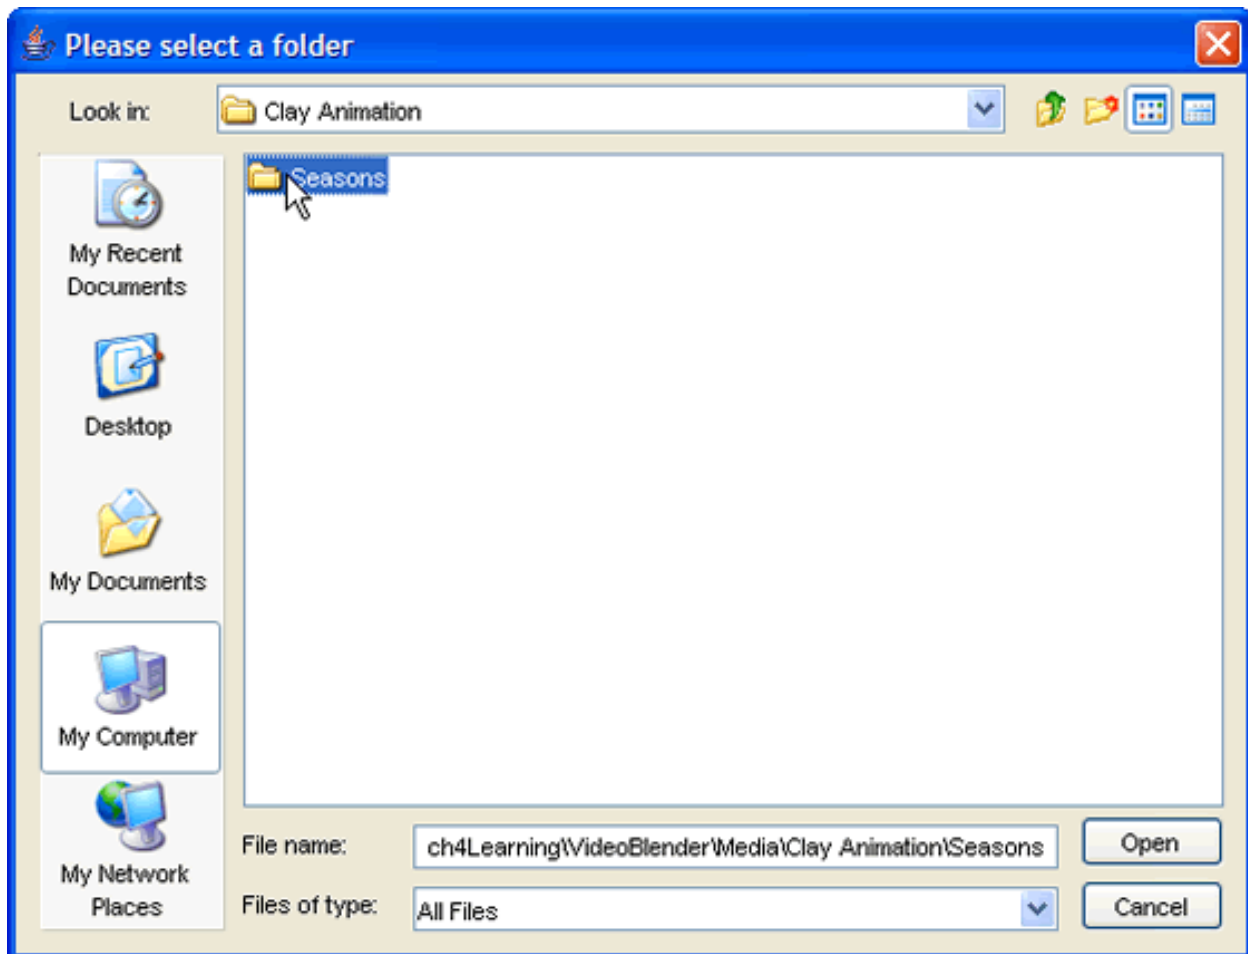 Please select a folder
Look in:
Clay Animation
Seasons
My Recent
Documents
Desktop
My Documents
My Computer
My Network
Places
File name:
ch4Learning\VideoBlender\Media\Clay Animation\Seasons
Open
Files of type:
All Files
Cancel